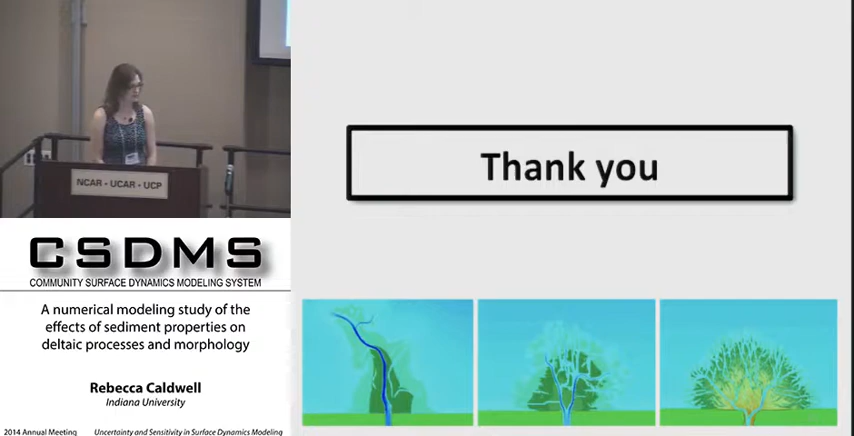 NCAR - UCAR - UCP
CSDMS
COMMUNITY SURFACE DYNAMICS MODELING SYSTEM
A numerical modeling study of the
effects of sediment properties on
deltaic processes and morphology
Rebecca Caldwell
Indiana University
2014 Annual Meeting Uncertainty and Sensitivity in Surface Dynamics Modeling
Thank you